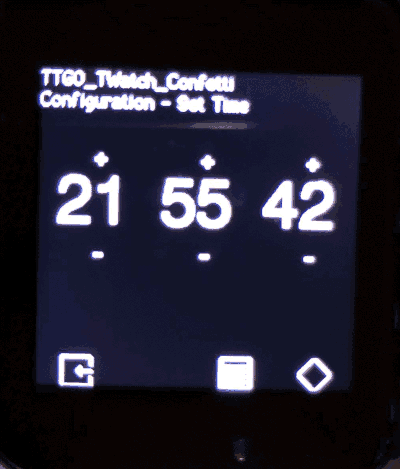 TTGO_TWatch_Confetti
Configuration - Set Time
+ + +
21 55 42
- - -